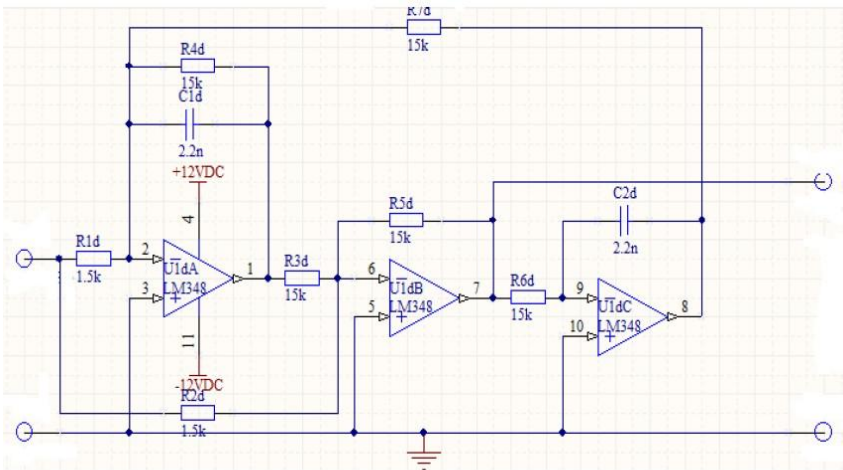 R7d
15k
R4d
15k
C1d
2.2n
+12VDC
4
R1d
1.5k
2
U1dA
LM348
3
1
11
-12VDC
R2d
1.5k
R3d
15k
R5d
15k
6
U1dB
LM348
5
7
R6d
15k
C2d
2.2n
9
U1dC
LM348
10
8